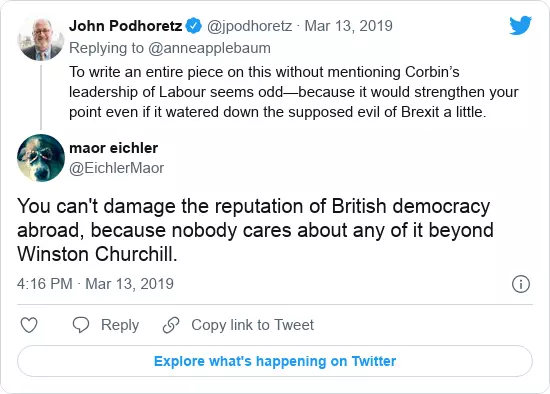 John Podhoretz @jpodhoretz · Mar 13, 2019
Replying to @anneapplebaum
To write an entire piece on this without mentioning Corbin’s
leadership of Labour seems odd—because it would strengthen your
point even if it watered down the supposed evil of Brexit a little.
maor eichler
@EichlerMaor
You can't damage the reputation of British democracy
abroad, because nobody cares about any of it beyond
Winston Churchill.
4:16 PM · Mar 13, 2019
Reply
Copy link to Tweet
Explore what's happening on Twitter